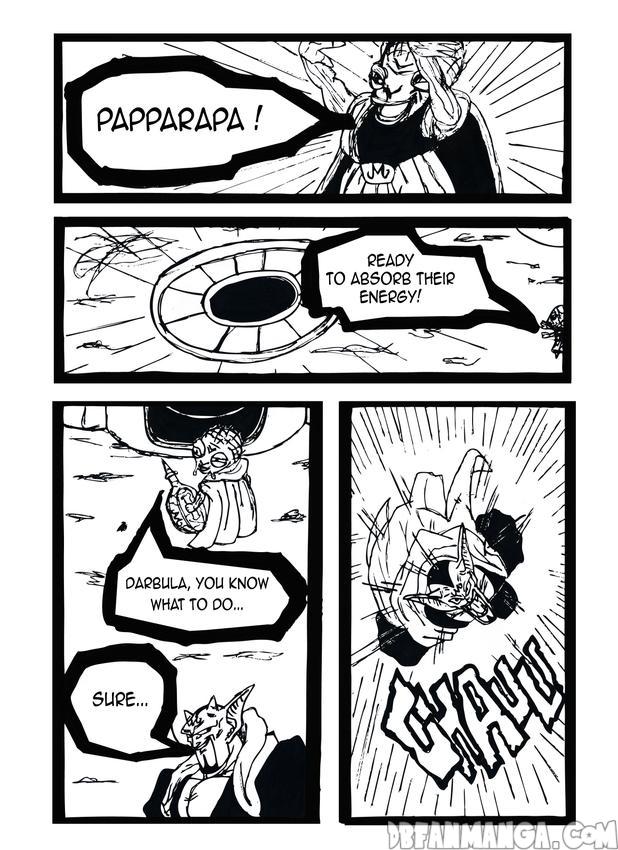 PAPPARAPA !
M
READY
TO ABSORB THEIR
ENERGY!
DARBULA, YOU KNOW
WHAT TO DO...
SURE...
DBFANMANGA.COM